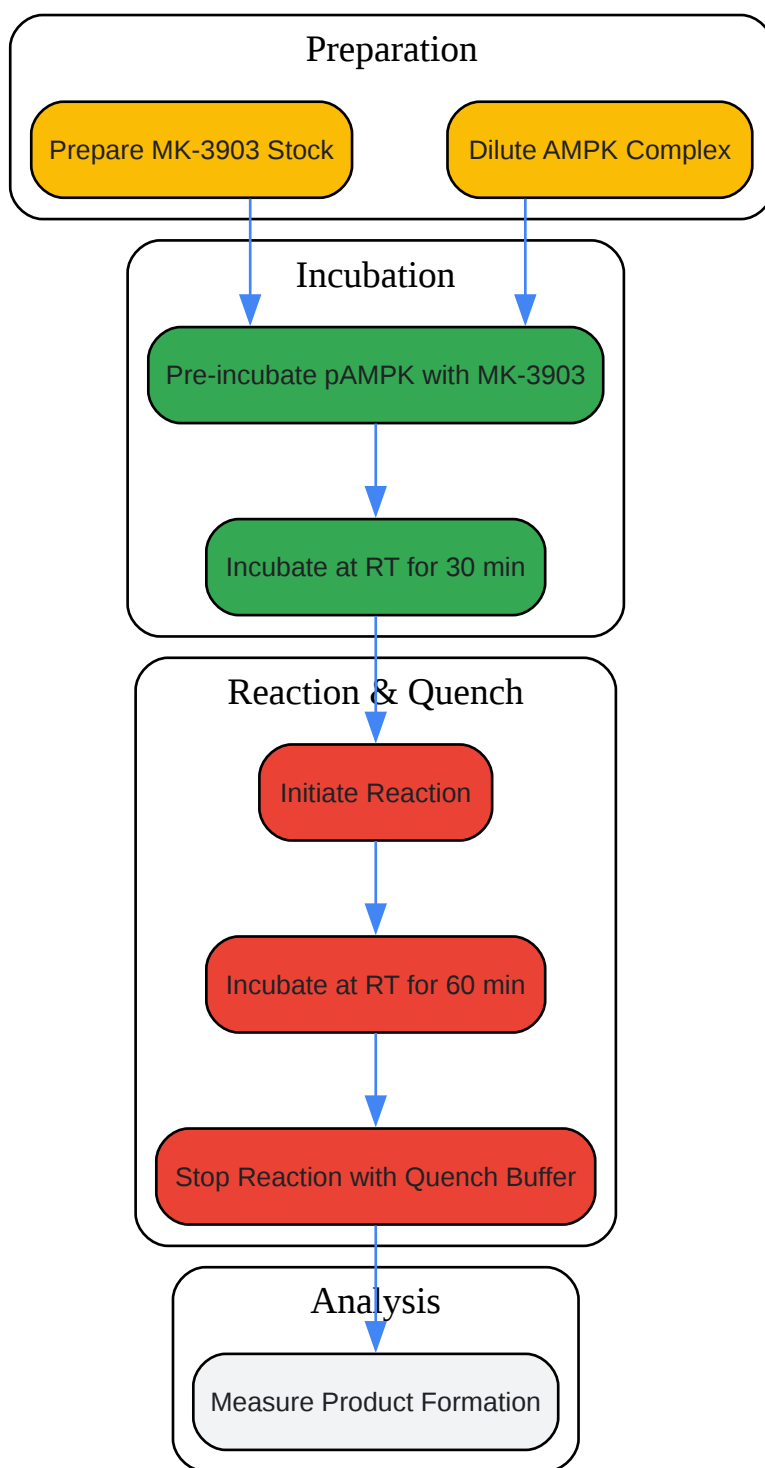 Preparation
Prepare MK-3903 Stock
Dilute AMPK Complex
Incubation
Pre-incubate pAMPK with MK-3903
Incubate at RT for 30 min
Reaction & Quench
Initiate Reaction
Incubate at RT for 60 min
Stop Reaction with Quench Buffer
Analysis
Measure Product Formation